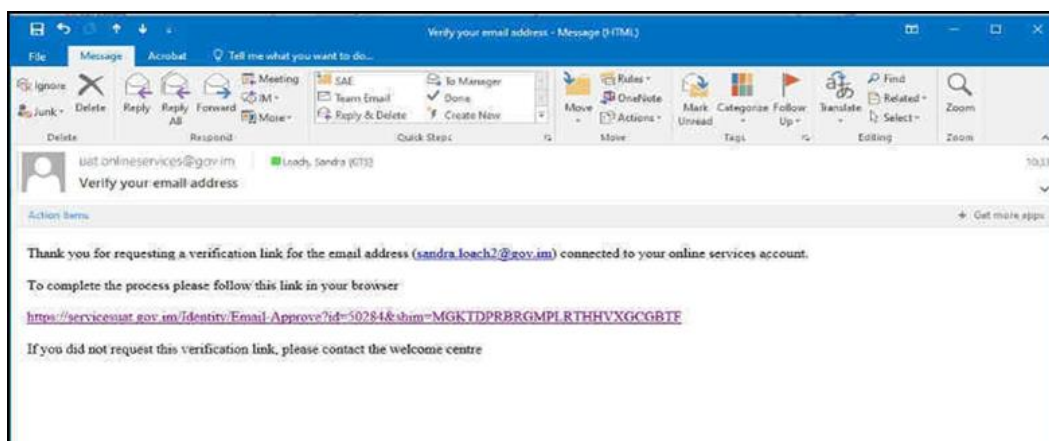 Verify your email address - Message (HTML)
File Message Acrobat Tell me what you want to do...
Ignore Delete Reply Reply All Forward Meeting IM More
Junk
SAE To Manager
Team Email Done
Reply & Delete Create New
Move Rules OneNote Actions
Mark Unread Categorize Follow Up
Translate Find Related Select
Zoom
Delete Respond Quick Steps Move Tags Editing Zoom
uat.onlineservices@gov.im
Verify your email address
Action Items + Get more apps
Thank you for requesting a verification link for the email address (sandra.loach2@gov.im) connected to your online services account.
To complete the process please follow this link in your browser
https://servicesuat.gov.im/Identity/Email-Approve?id=50284&shim=MGKTDPRBRGMPLRTHHVXGCGBTF
If you did not request this verification link, please contact the welcome centre